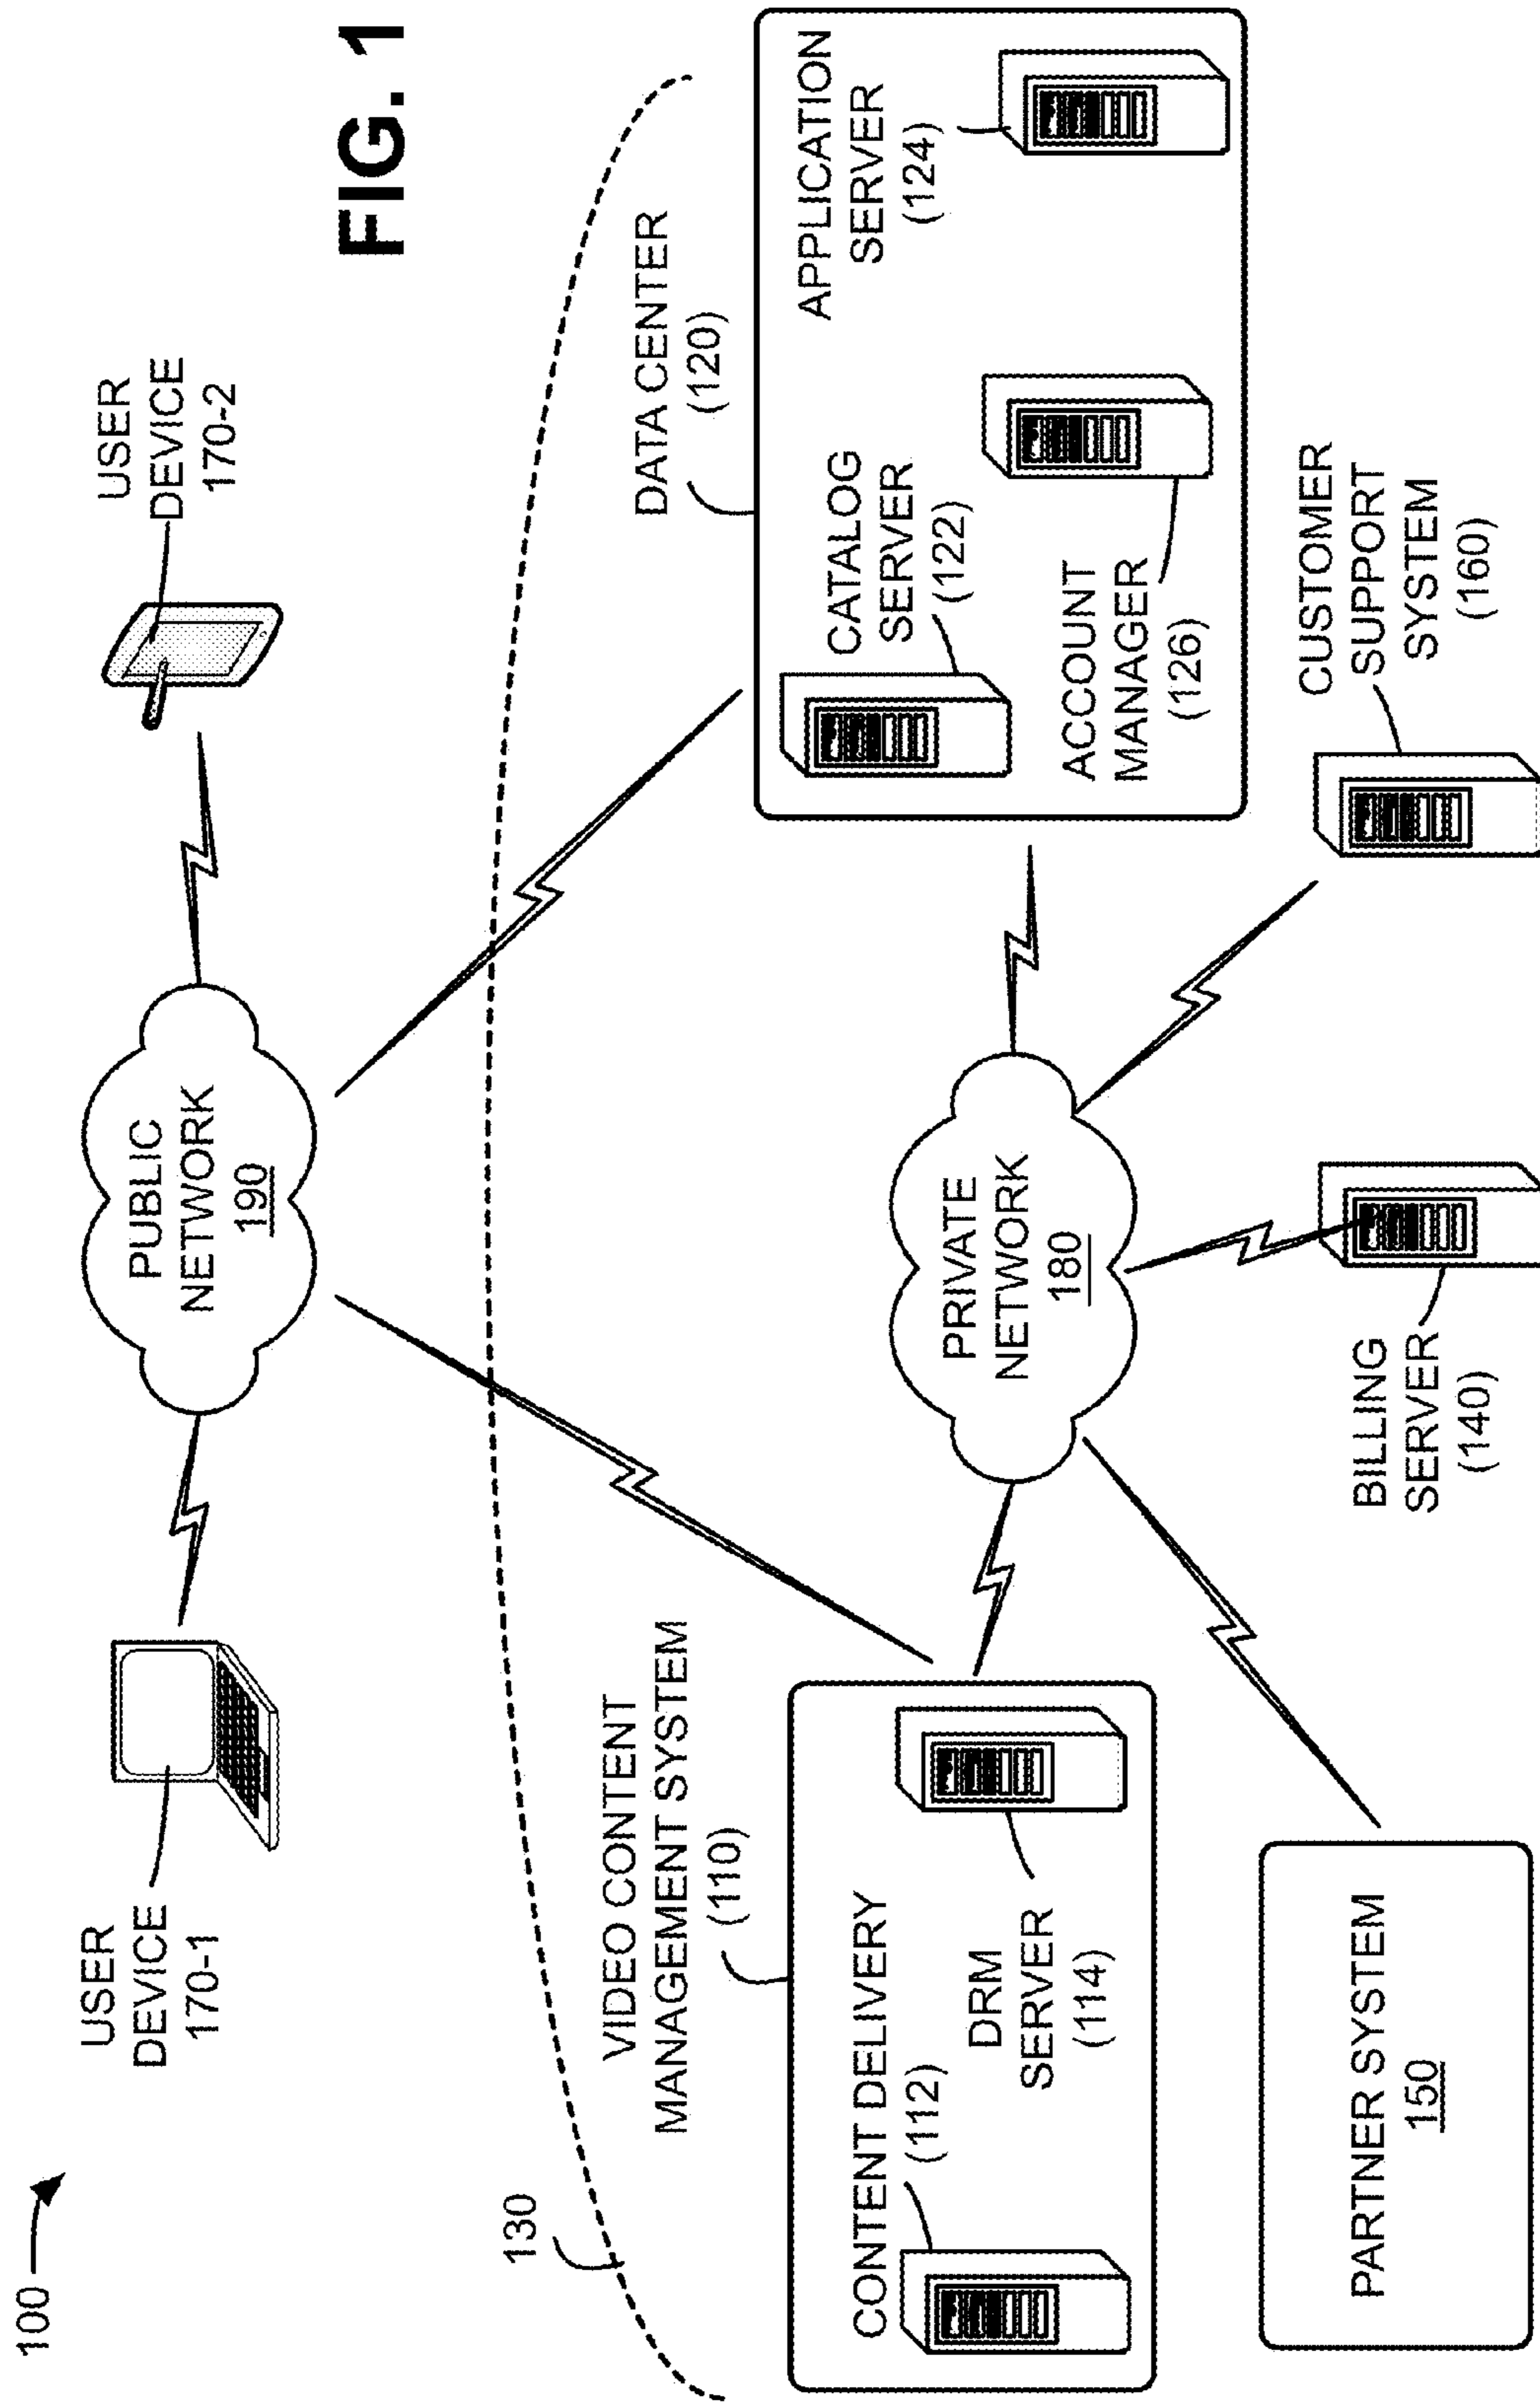 100
USER
DEVICE
170-1
PUBLIC
NETWORK
190
USER
DEVICE
170-2
FIG. 1
130
VIDEO CONTENT
MANAGEMENT SYSTEM
(110)
DATA CENTER
(120)
CONTENT DELIVERY
(112)
DRM
SERVER
(114)
PRIVATE
NETWORK
180
CATALOG
SERVER
(122)
APPLICATION
SERVER
(124)
ACCOUNT
MANAGER
(126)
PARTNER SYSTEM
150
BILLING
SERVER
(140)
CUSTOMER
SUPPORT
SYSTEM
(160)